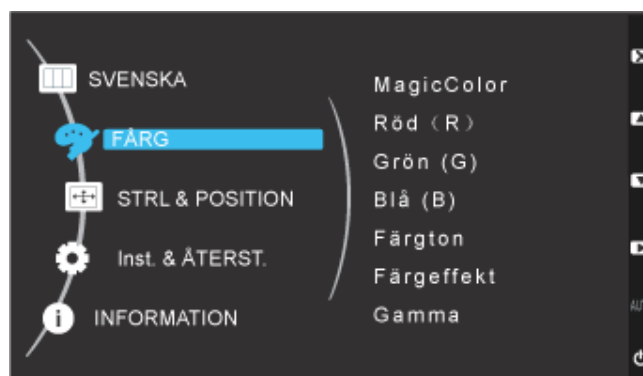 SVENSKA
FÄRG
STRL & POSITION
Inst. & ÅTERST.
INFORMATION
MagicColor
Röd (R)
Grön (G)
Blå (B)
Färgton
Färgeffekt
Gamma